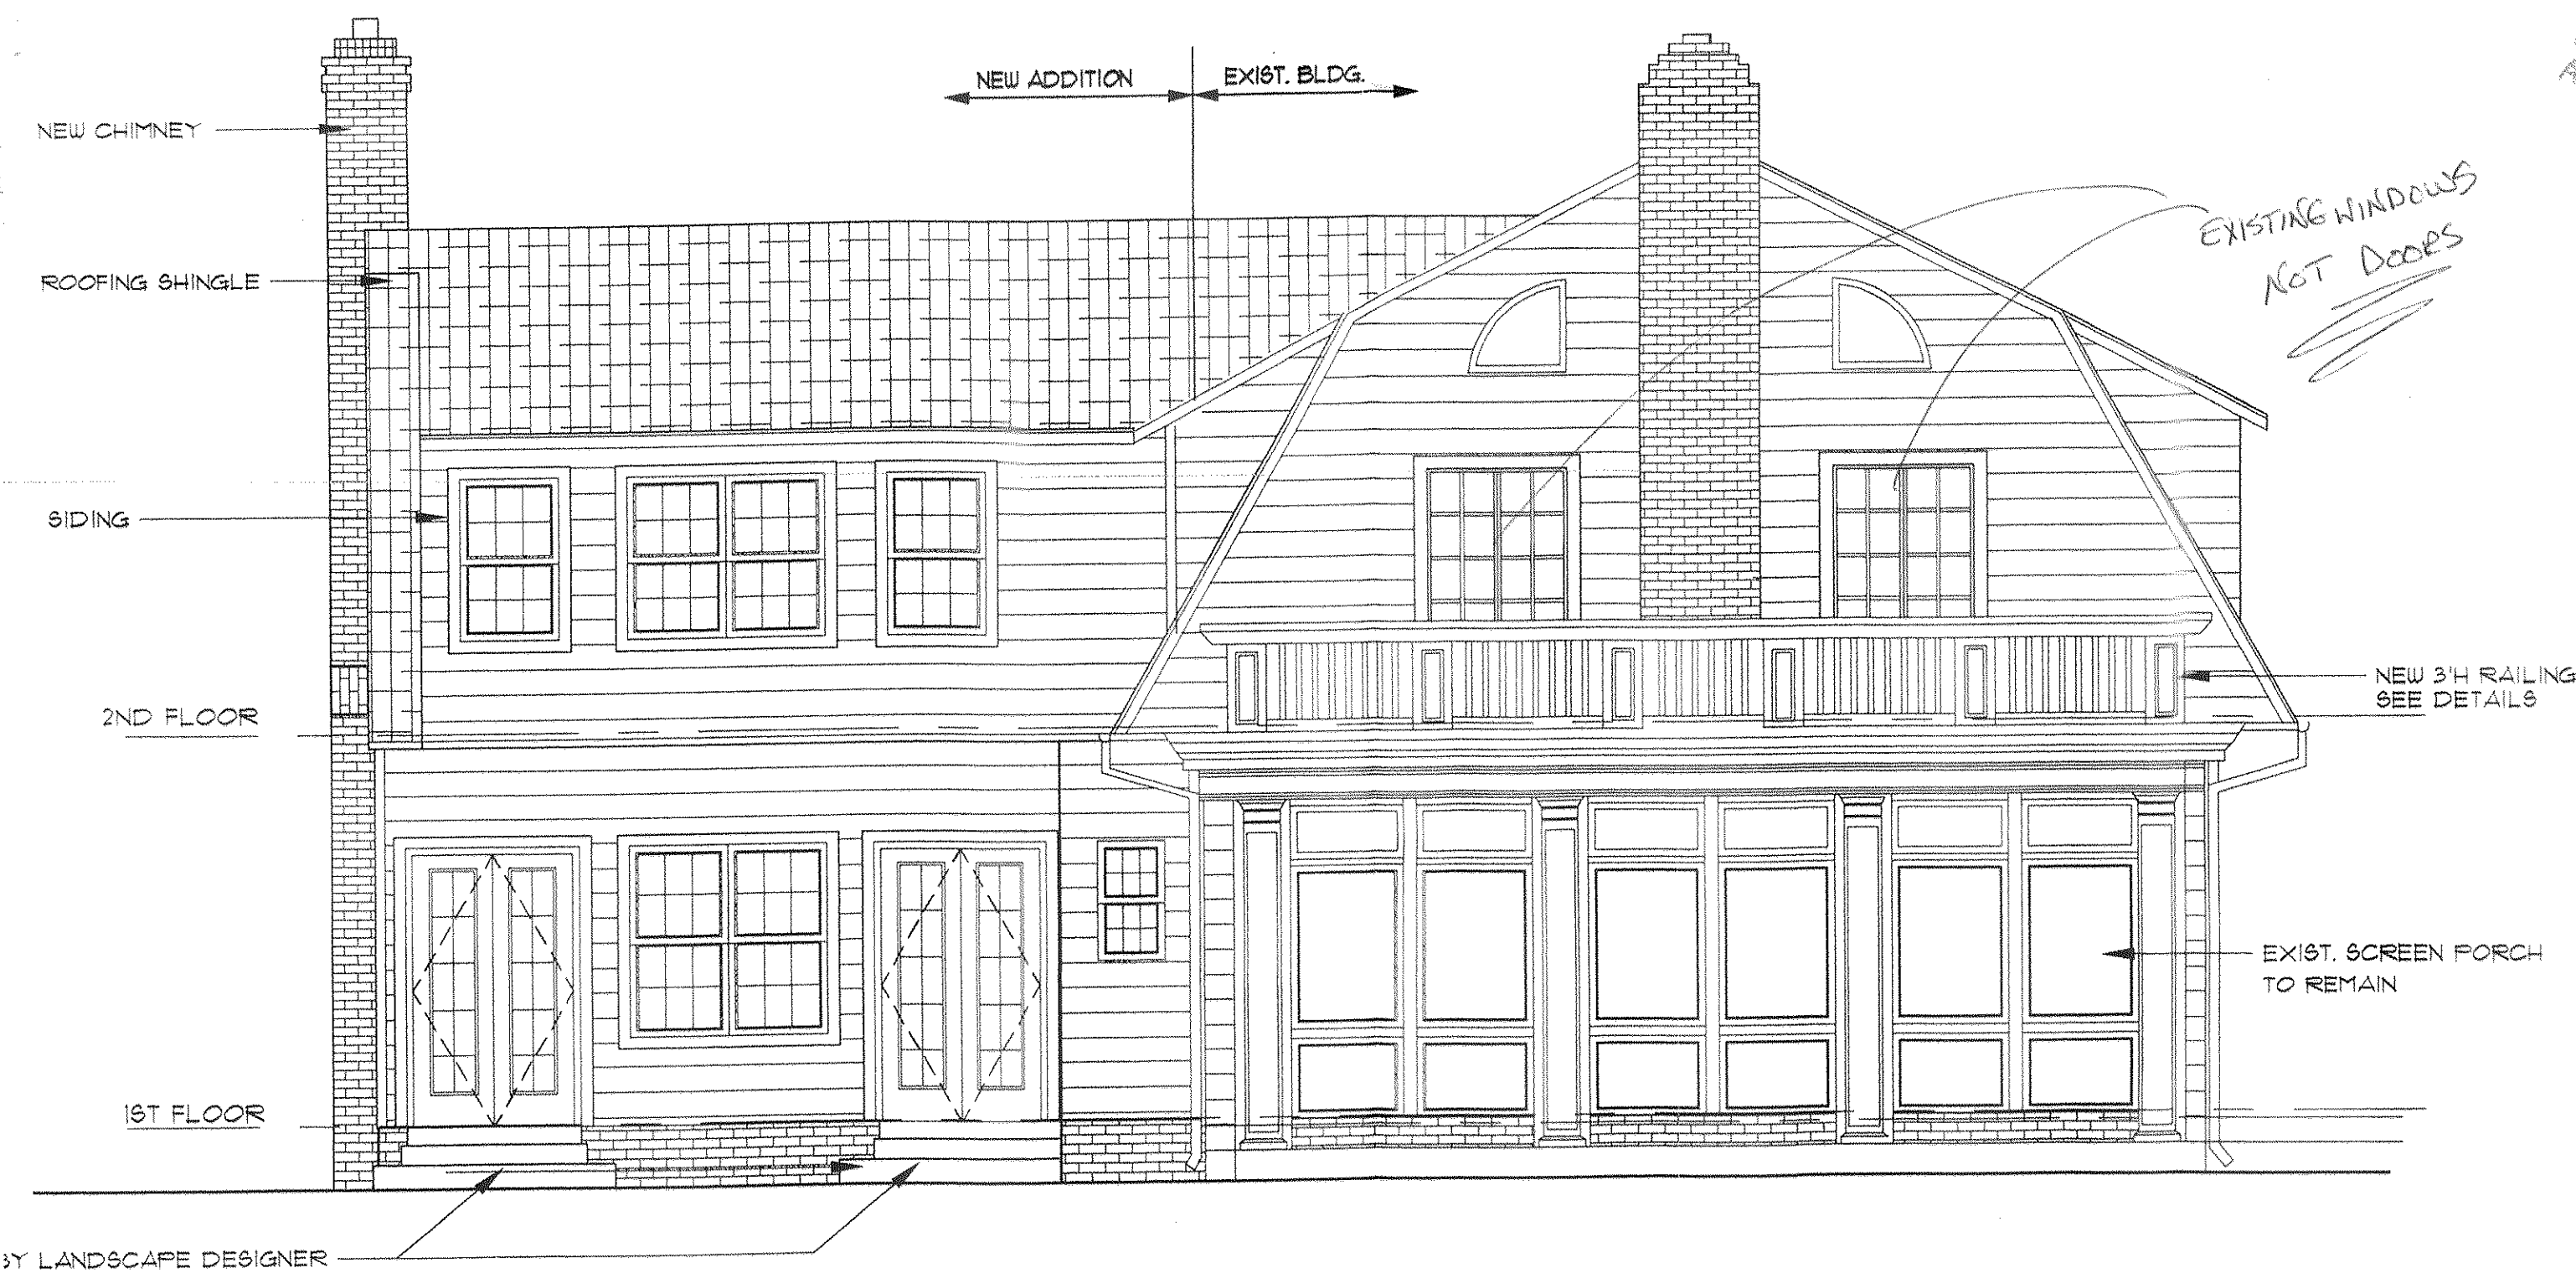 NEW ADDITION
EXIST. BLDG.
NEW CHIMNEY
EXISTING WINDOWS
NOT DOORS
ROOFING SHINGLE
SIDING
NEW 3'H RAILING
SEE DETAILS
2ND FLOOR
EXIST. SCREEN PORCH
TO REMAIN
1ST FLOOR
BY LANDSCAPE DESIGNER